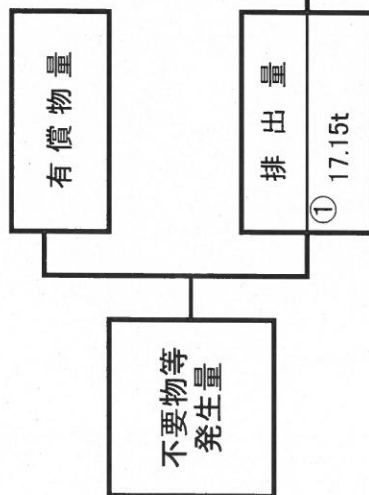 不要物等
発生量
有償物量
排出量
①
17.15t